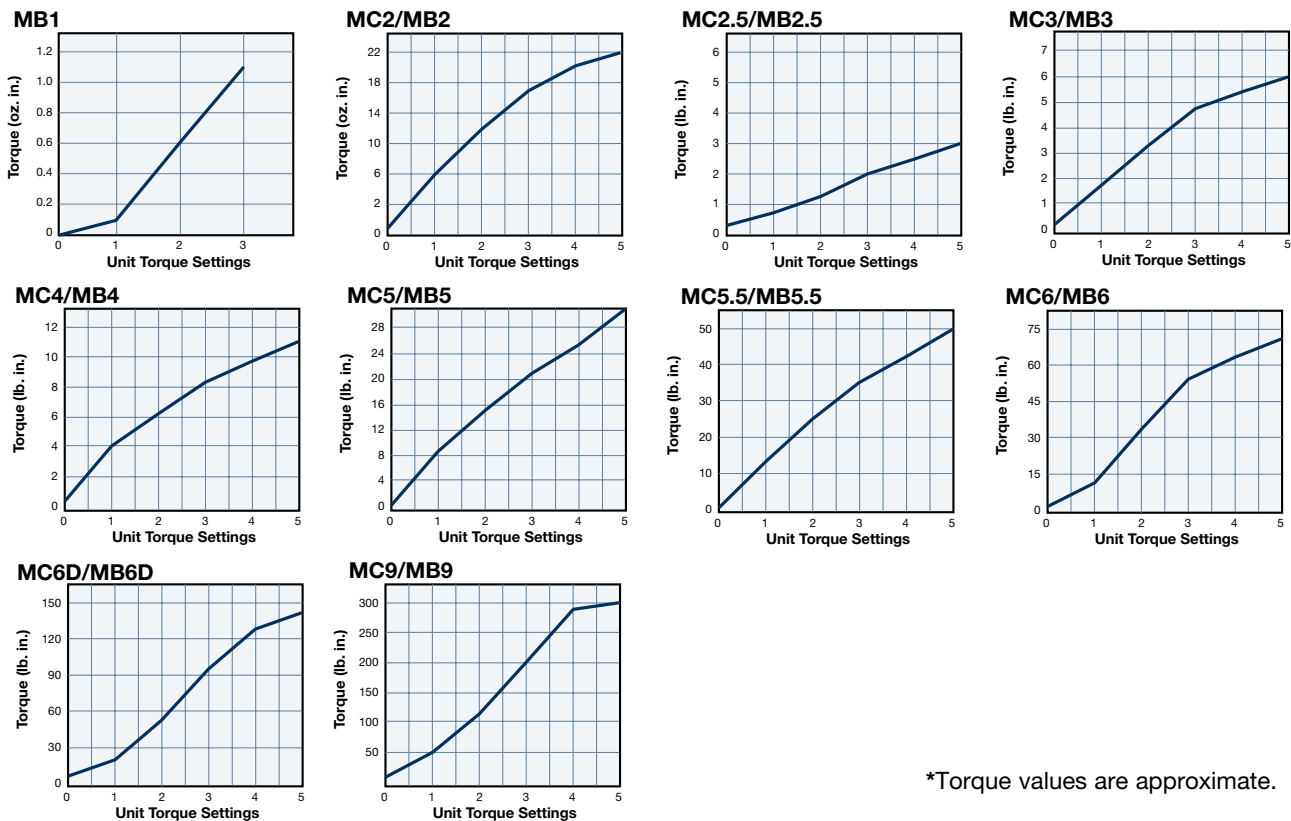 MB1
Torque (oz. in.)
1.2
1.0
0.8
0.6
0.4
0.2
0
0 1 2 3
Unit Torque Settings
MC2/MB2
Torque (oz. in.)
22
18
14
10
6
2
0
0 1 2 3 4 5
Unit Torque Settings
MC2.5/MB2.5
Torque (lb. in.)
6
5
4
3
2
1
0
0 1 2 3 4 5
Unit Torque Settings
MC3/MB3
Torque (lb. in.)
7
6
5
4
3
2
1
0
0 1 2 3 4 5
Unit Torque Settings
MC4/MB4
Torque (lb. in.)
12
10
8
6
4
2
0
0 1 2 3 4 5
Unit Torque Settings
MC5/MB5
Torque (lb. in.)
28
24
20
16
12
8
4
0
0 1 2 3 4 5
Unit Torque Settings
MC5.5/MB5.5
Torque (lb. in.)
50
40
30
20
10
0
0 1 2 3 4 5
Unit Torque Settings
MC6/MB6
Torque (lb. in.)
75
60
45
30
15
0
0 1 2 3 4 5
Unit Torque Settings
MC6D/MB6D
Torque (lb. in.)
150
120
90
60
30
0
0 1 2 3 4 5
Unit Torque Settings
MC9/MB9
Torque (lb. in.)
300
250
200
150
100
50
0 1 2 3 4 5
Unit Torque Settings
*Torque values are approximate.